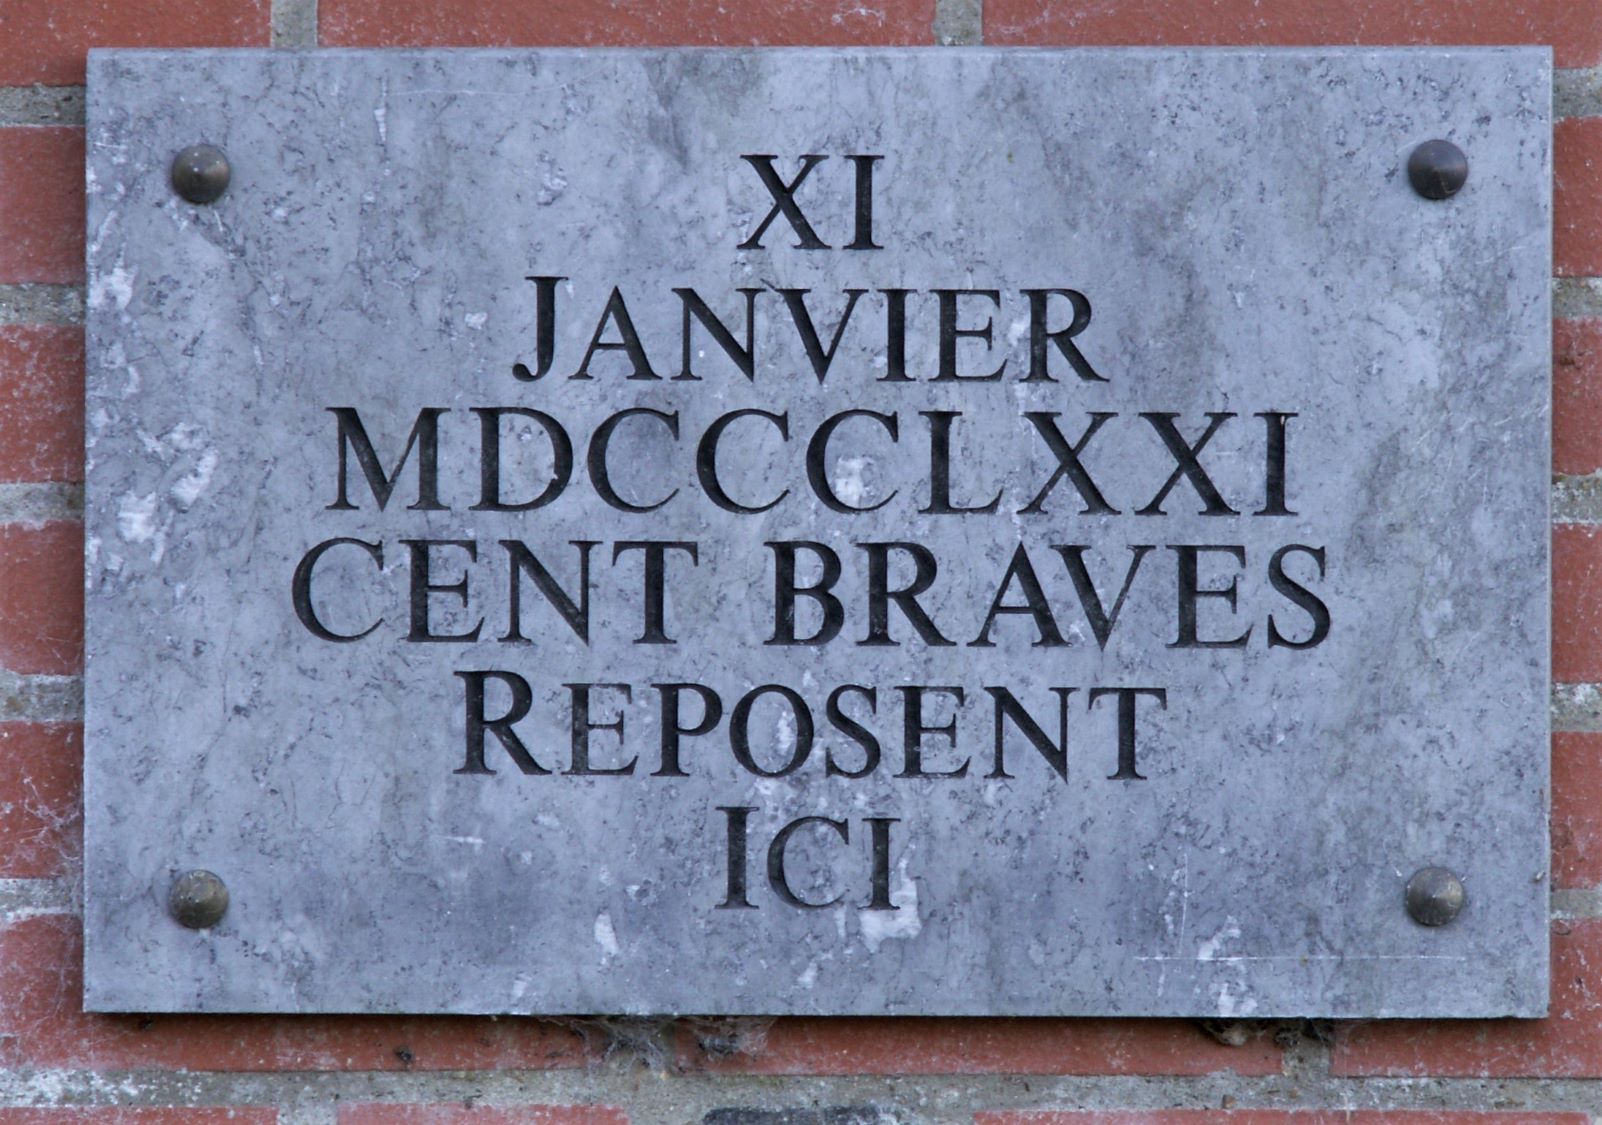 XI
JANVIER
MDCCCLXXI
CENT BRAVES
REPOSENT
ICI